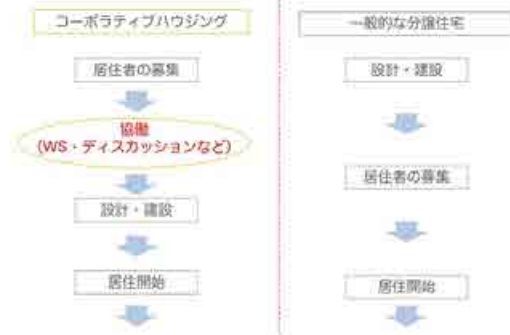 コーポラティブハウジング
居住者の募集
協働
(WS・ディスカッションなど)
設計・建設
居住開始
一般的な分譲住宅
設計・建設
居住者の募集
居住開始